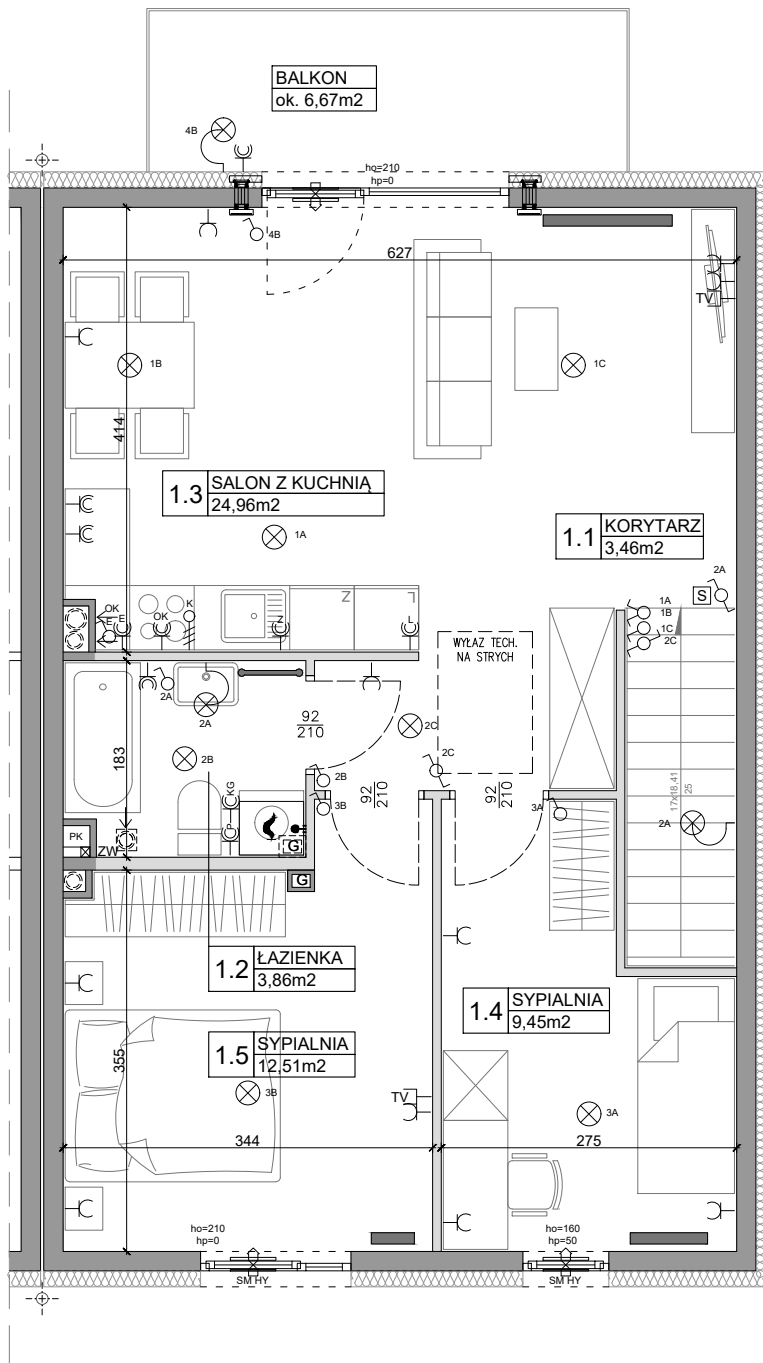 BALKON
ok. 6,67m2
4B
ho=210
hp=0
4B
627
TV
1B
1C
414
1.3 SALON Z KUCHNIĄ
24,96m2
1A
1.1 KORYTARZ
3,46m2
2A
S
OK
E
E
OK
K
Z
Z
L
L
1A
1B
1C
2C
WYŁAZ TECH.
NA STRYCH
2A
2A
92
210
2C
2B
183
2C
2B
KG
P
3B
92
210
92
210
3A
17x18,41
25
2A
PK
ZW
G
G
1.2 ŁAZIENKA
3,86m2
1.4 SYPIALNIA
9,45m2
1.5 SYPIALNIA
12,51m2
355
3B
TV
3A
344
275
ho=210
hp=0
ho=160
hp=50
SM HY
SM HY